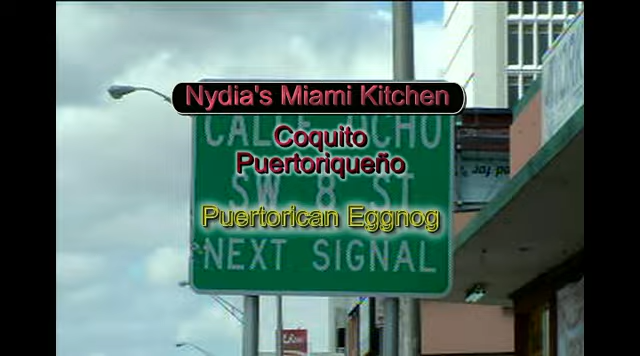 Nydia's Miami Kitchen
CALLE OCHO
Coquito
Puertoriqueño
SW 8 ST
Puertorican Eggnog
NEXT SIGNAL